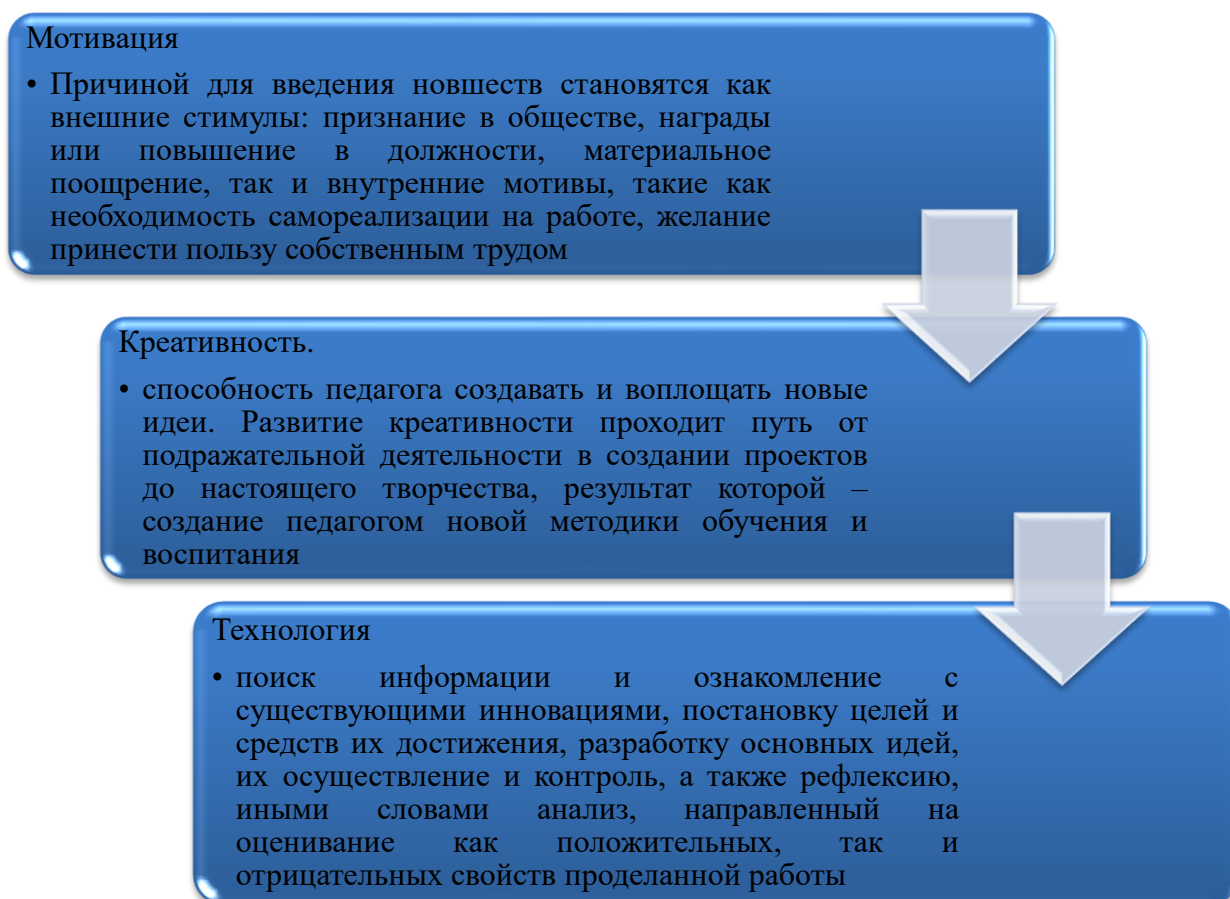 Мотивация
• Причиной для введения новшеств становятся как
внешние стимулы: признание в обществе, награды
или повышение в должности, материальное
поощрение, так и внутренние мотивы, такие как
необходимость самореализации на работе, желание
принести пользу собственным трудом
Креативность.
• способность педагога создавать и воплощать новые
идеи. Развитие креативности проходит путь от
подражательной деятельности в создании проектов
до настоящего творчества, результат которой –
создание педагогом новой методики обучения и
воспитания
Технология
• поиск информации и ознакомление с
существующими инновациями, постановку целей и
средств их достижения, разработку основных идей,
их осуществление и контроль, а также рефлексию,
иными словами анализ, направленный на
оценивание как положительных, так и
отрицательных свойств проделанной работы